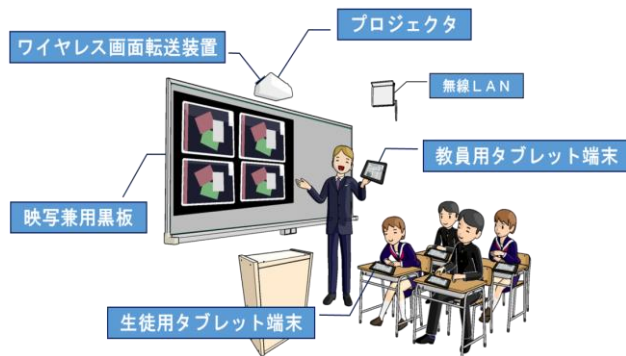 プロジェクタ
ワイヤレス画面転送装置
無線ＬＡＮ
教員用タブレット端末
映写兼用黒板
生徒用タブレット端末